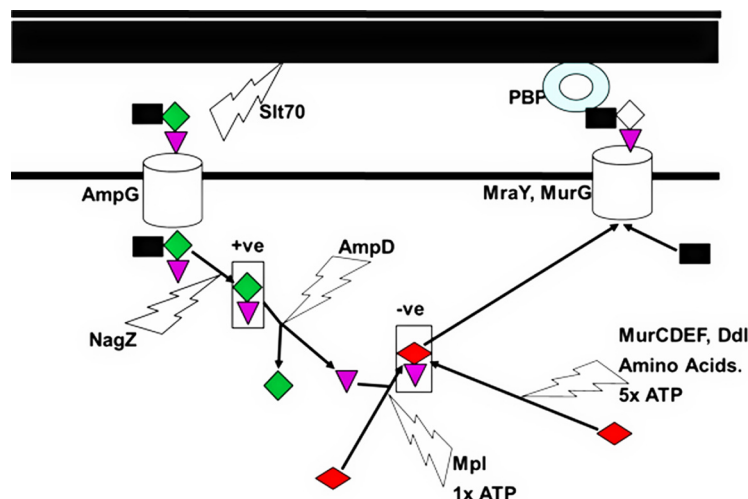 Slt70
PBP
AmpG
MraY, MurG
+ve
AmpD
NagZ
-ve
MurCDEF, Ddl
Amino Acids.
5x ATP
Mpl
1x ATP